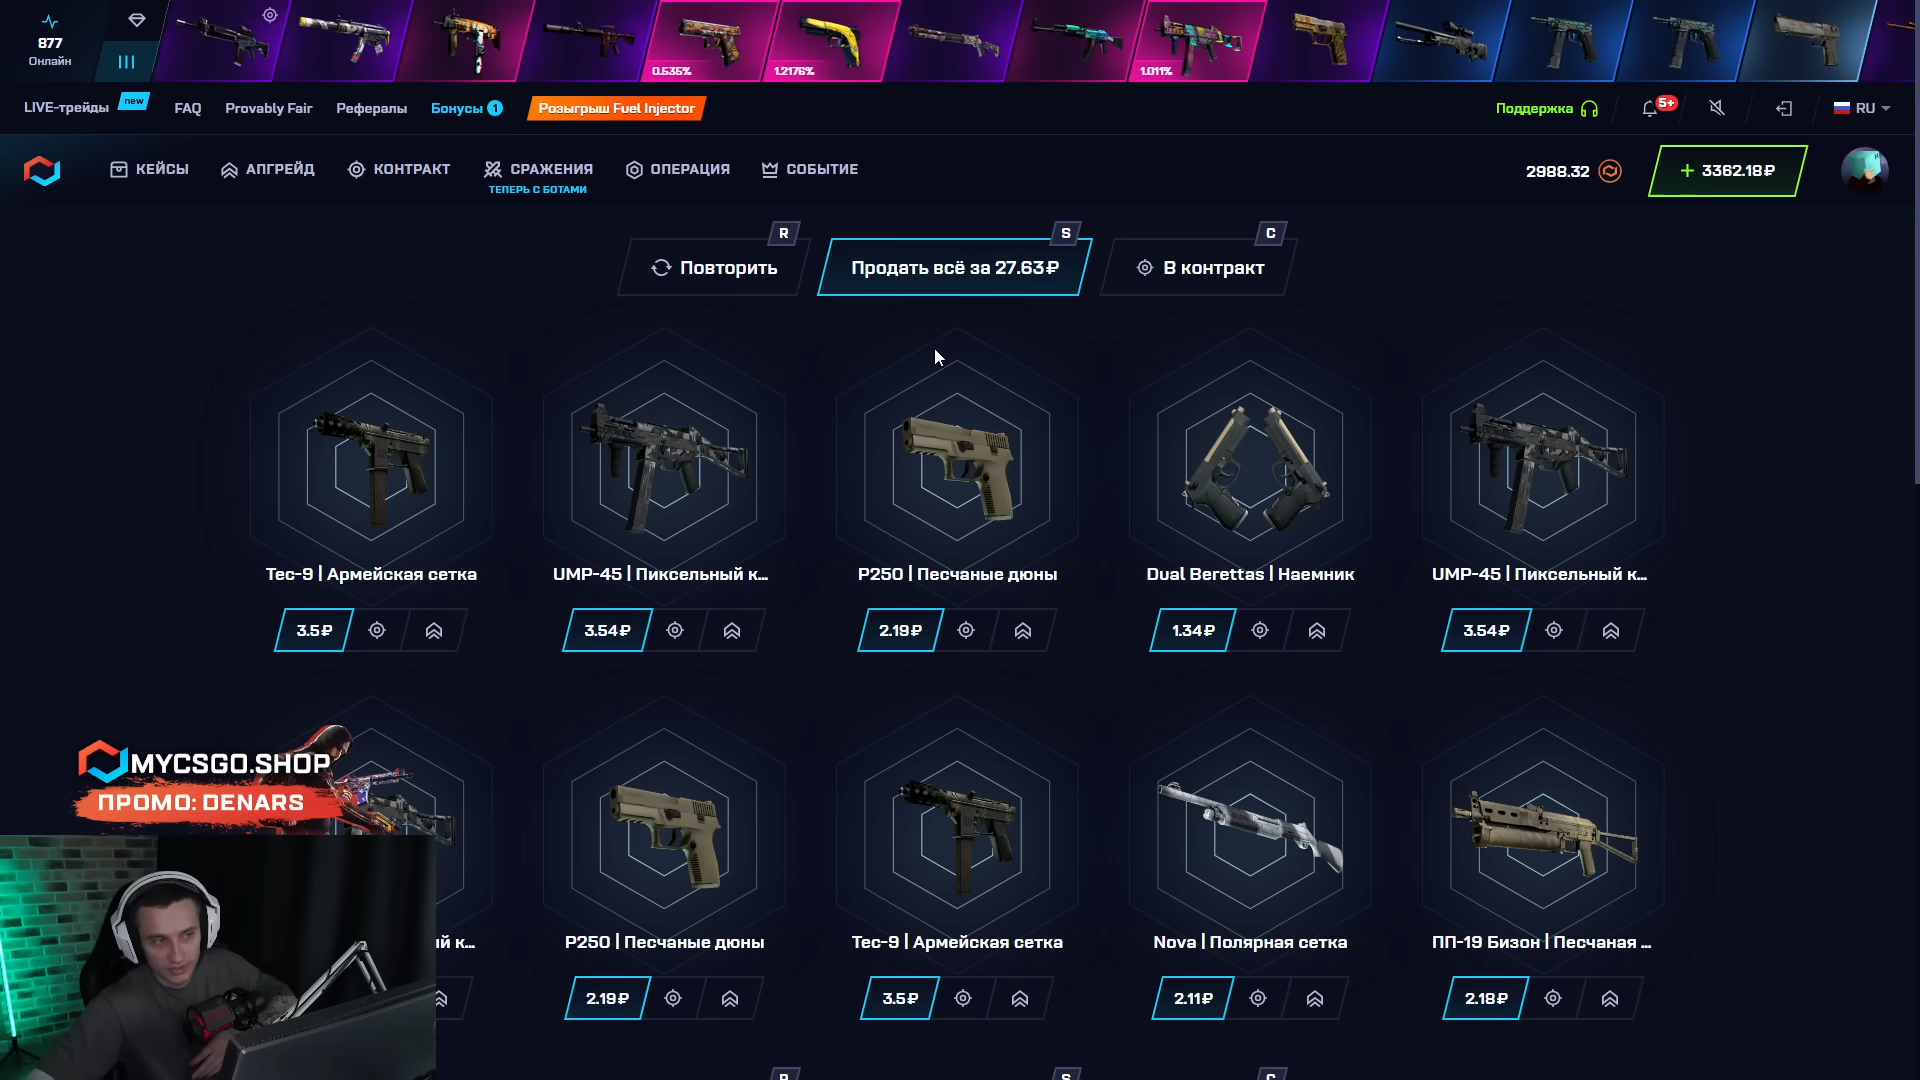 877
Онлайн
0.535%
1.2176%
1.011%
LIVE-трейды new
FAQ
Provably Fair
Рефералы
Бонусы 1
Розыгрыш Fuel Injector
Поддержка
5+
RU
КЕЙСЫ
АПГРЕЙД
КОНТРАКТ
СРАЖЕНИЯ
ТЕПЕРЬ С БОТАМИ
ОПЕРАЦИЯ
СОБЫТИЕ
2988.32
+ 3362.18₽
R
S
C
Повторить
Продать всё за 27.63₽
В контракт
Tec-9 | Армейская сетка
UMP-45 | Пиксельный к...
P250 | Песчаные дюны
Dual Berettas | Наемник
UMP-45 | Пиксельный к...
3.5₽
3.54₽
2.19₽
1.34₽
3.54₽
MYCSGO.SHOP
ПРОМО: DENARS
ый к...
P250 | Песчаные дюны
Tec-9 | Армейская сетка
Nova | Полярная сетка
ПП-19 Бизон | Песчаная ...
2.19₽
3.5₽
2.11₽
2.18₽
R
S
C